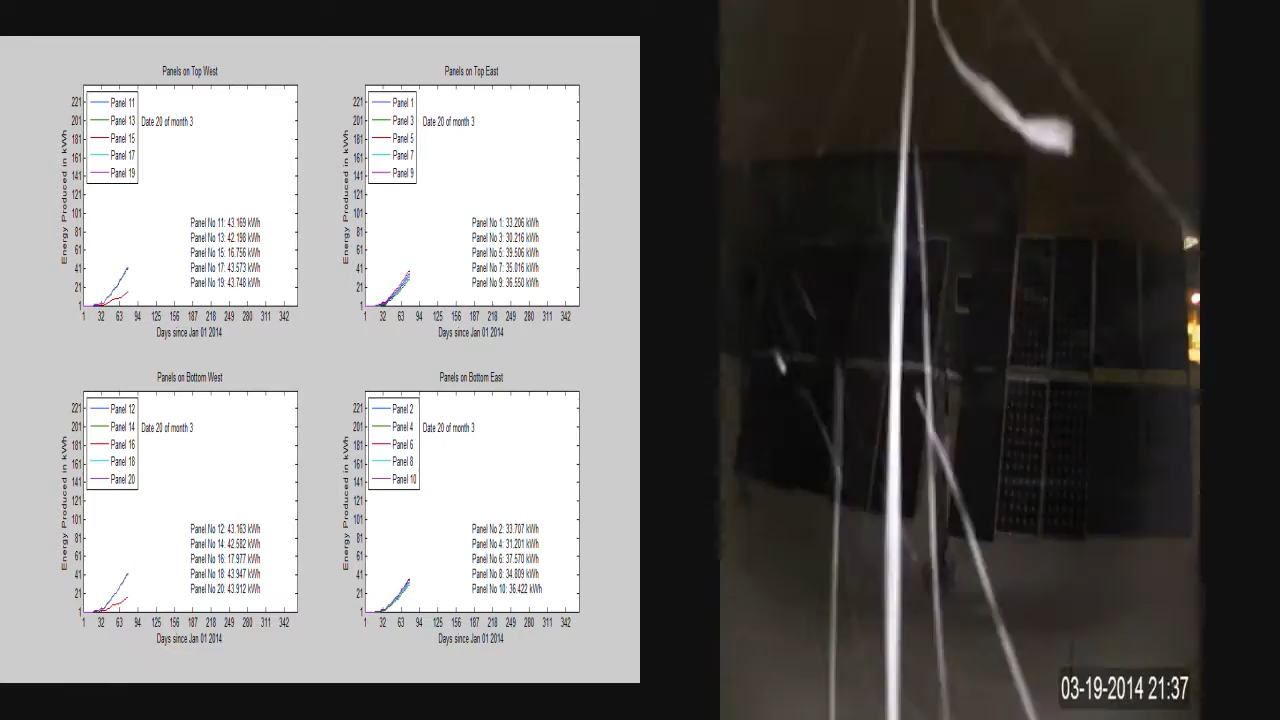 Panels on Top West
Panel 11
Panel 13
Panel 15
Panel 17
Panel 19
Date 20 of month 3
Panel No 11: 43.169 kWh
Panel No 13: 42.198 kWh
Panel No 15: 16.756 kWh
Panel No 17: 43.573 kWh
Panel No 19: 43.748 kWh
Energy Produced in kWh
221
201
181
161
141
121
101
81
61
41
21
1
1 32 63 94 125 156 187 218 249 280 311 342
Days since Jan 01 2014
Panels on Top East
Panel 1
Panel 3
Panel 5
Panel 7
Panel 9
Date 20 of month 3
Panel No 1: 33.206 kWh
Panel No 3: 30.216 kWh
Panel No 5: 39.506 kWh
Panel No 7: 35.016 kWh
Panel No 9: 36.550 kWh
Energy Produced in kWh
221
201
181
161
141
121
101
81
61
41
21
1
1 32 63 94 125 156 187 218 249 280 311 342
Days since Jan 01 2014
Panels on Bottom West
Panel 12
Panel 14
Panel 16
Panel 18
Panel 20
Date 20 of month 3
Panel No 12: 43.163 kWh
Panel No 14: 42.582 kWh
Panel No 16: 17.977 kWh
Panel No 18: 43.947 kWh
Panel No 20: 43.912 kWh
Energy Produced in kWh
221
201
181
161
141
121
101
81
61
41
21
1
1 32 63 94 125 156 187 218 249 280 311 342
Days since Jan 01 2014
Panels on Bottom East
Panel 2
Panel 4
Panel 6
Panel 8
Panel 10
Date 20 of month 3
Panel No 2: 33.707 kWh
Panel No 4: 31.201 kWh
Panel No 6: 37.570 kWh
Panel No 8: 34.809 kWh
Panel No 10: 36.422 kWh
Energy Produced in kWh
221
201
181
161
141
121
101
81
61
41
21
1
1 32 63 94 125 156 187 218 249 280 311 342
Days since Jan 01 2014
03-19-2014 21:37